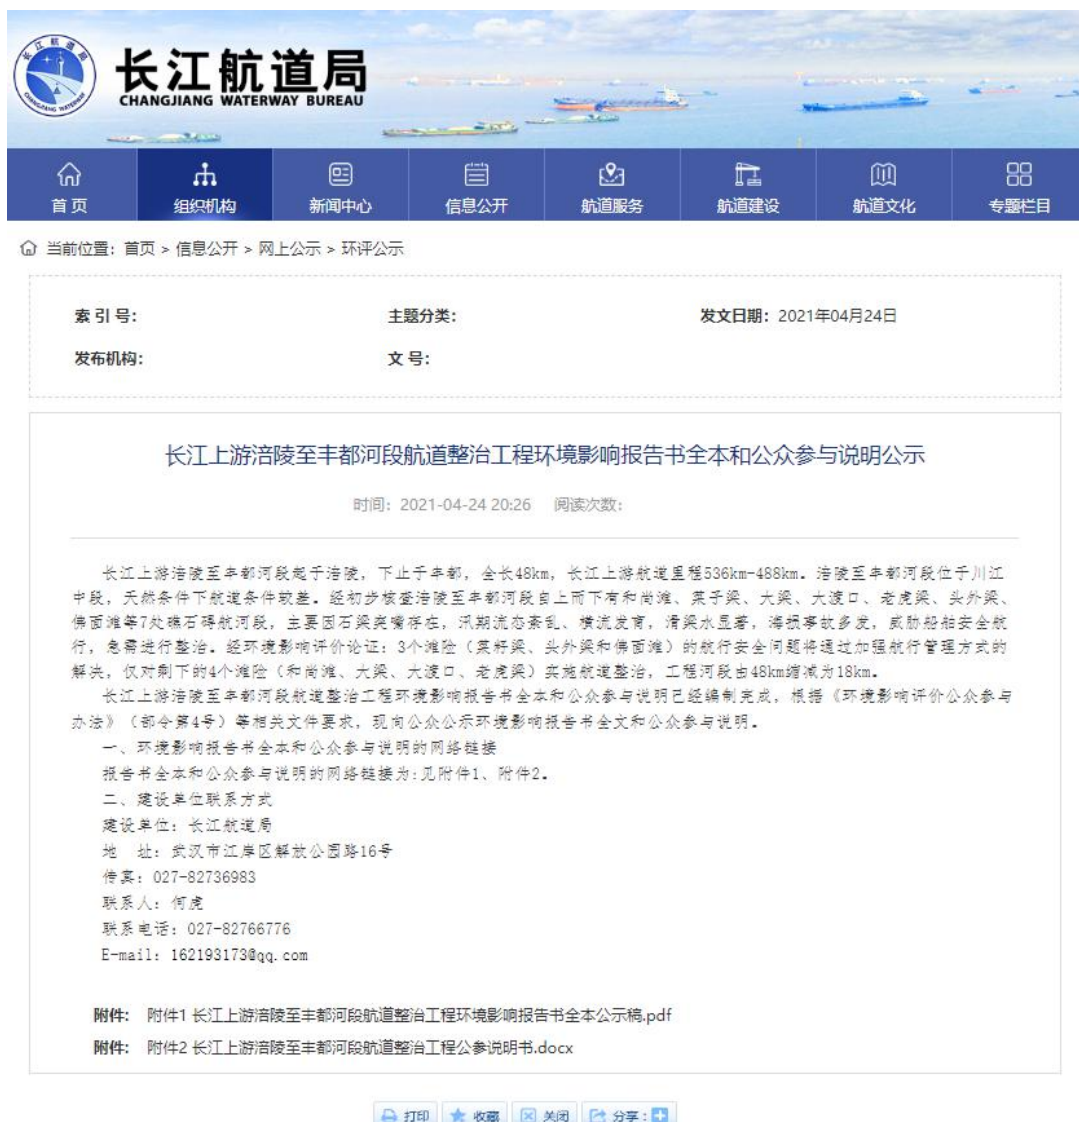 长江航道局
CHANGJIANG WATERWAY BUREAU
首页 组织机构 新闻中心 信息公开 航道服务 航道建设 航道文化 专题栏目
当前位置：首页 > 信息公开 > 网上公示 > 环评公示
索 引 号： 主题分类： 发文日期：2021年04月24日
发布机构： 文 号：
长江上游涪陵至丰都河段航道整治工程环境影响报告书全本和公众参与说明公示
时间：2021-04-24 20:26 阅读次数：
长江上游涪陵至丰都河段起于涪陵，下止于丰都，全长48km，长江上游航道里程536km-488km。涪陵至丰都河段位于川江
中段，天然条件下航道条件较差。经初步核查涪陵至丰都河段自上而下有和尚滩、菜子梁、大梁、大渡口、老虎梁、头外梁、
佛面滩等7处礁石碍航河段，主要因石梁突嘴存在，汛期流态紊乱、横流发育，滑梁水显著，海损事故多发，威胁船舶安全航
行，急需进行整治。经环境影响评价论证：3个滩险（菜籽梁、头外梁和佛面滩）的航行安全问题将通过加强航行管理方式的
解决，仅对剩下的4个滩险（和尚滩、大梁、大渡口、老虎梁）实施航道整治，工程河段由48km缩减为18km。
长江上游涪陵至丰都河段航道整治工程环境影响报告书全本和公众参与说明已经编制完成，根据《环境影响评价公众参与
办法》（部令第4号）等相关文件要求，现向公众公示环境影响报告书全文和公众参与说明。
一、环境影响报告书全本和公众参与说明的网络链接
报告书全本和公众参与说明的网络链接为:见附件1、附件2。
二、建设单位联系方式
建设单位：长江航道局
地 址：武汉市江岸区解放公园路16号
传真：027-82736983
联系人：何虎
联系电话：027-82766776
E-mail：162193173@qq.com
附件： 附件1 长江上游涪陵至丰都河段航道整治工程环境影响报告书全本公示稿.pdf
附件： 附件2 长江上游涪陵至丰都河段航道整治工程公参说明书.docx
打印 收藏 关闭 分享：